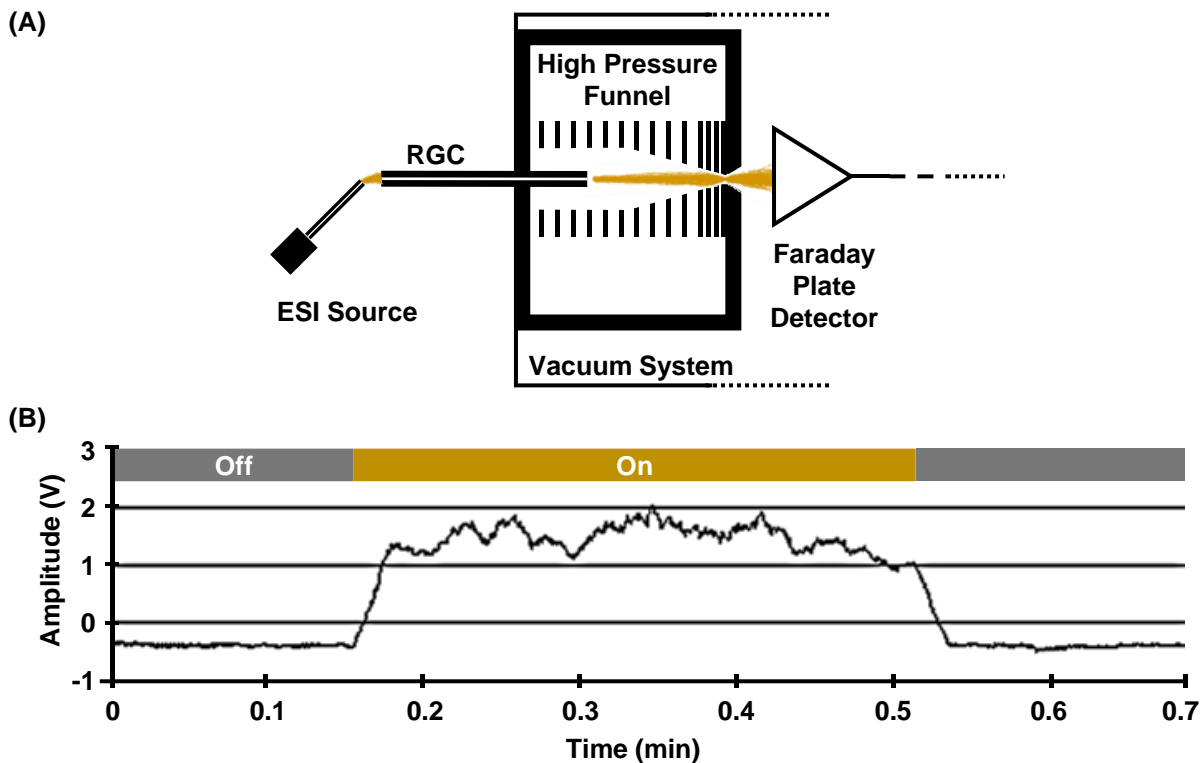 (A)
High Pressure
Funnel
RGC
ESI Source
Faraday
Plate
Detector
Vacuum System
(B)
3
Off
On
2
1
0
-1
Amplitude (V)
0
0.1
0.2
0.3
0.4
0.5
0.6
0.7
Time (min)